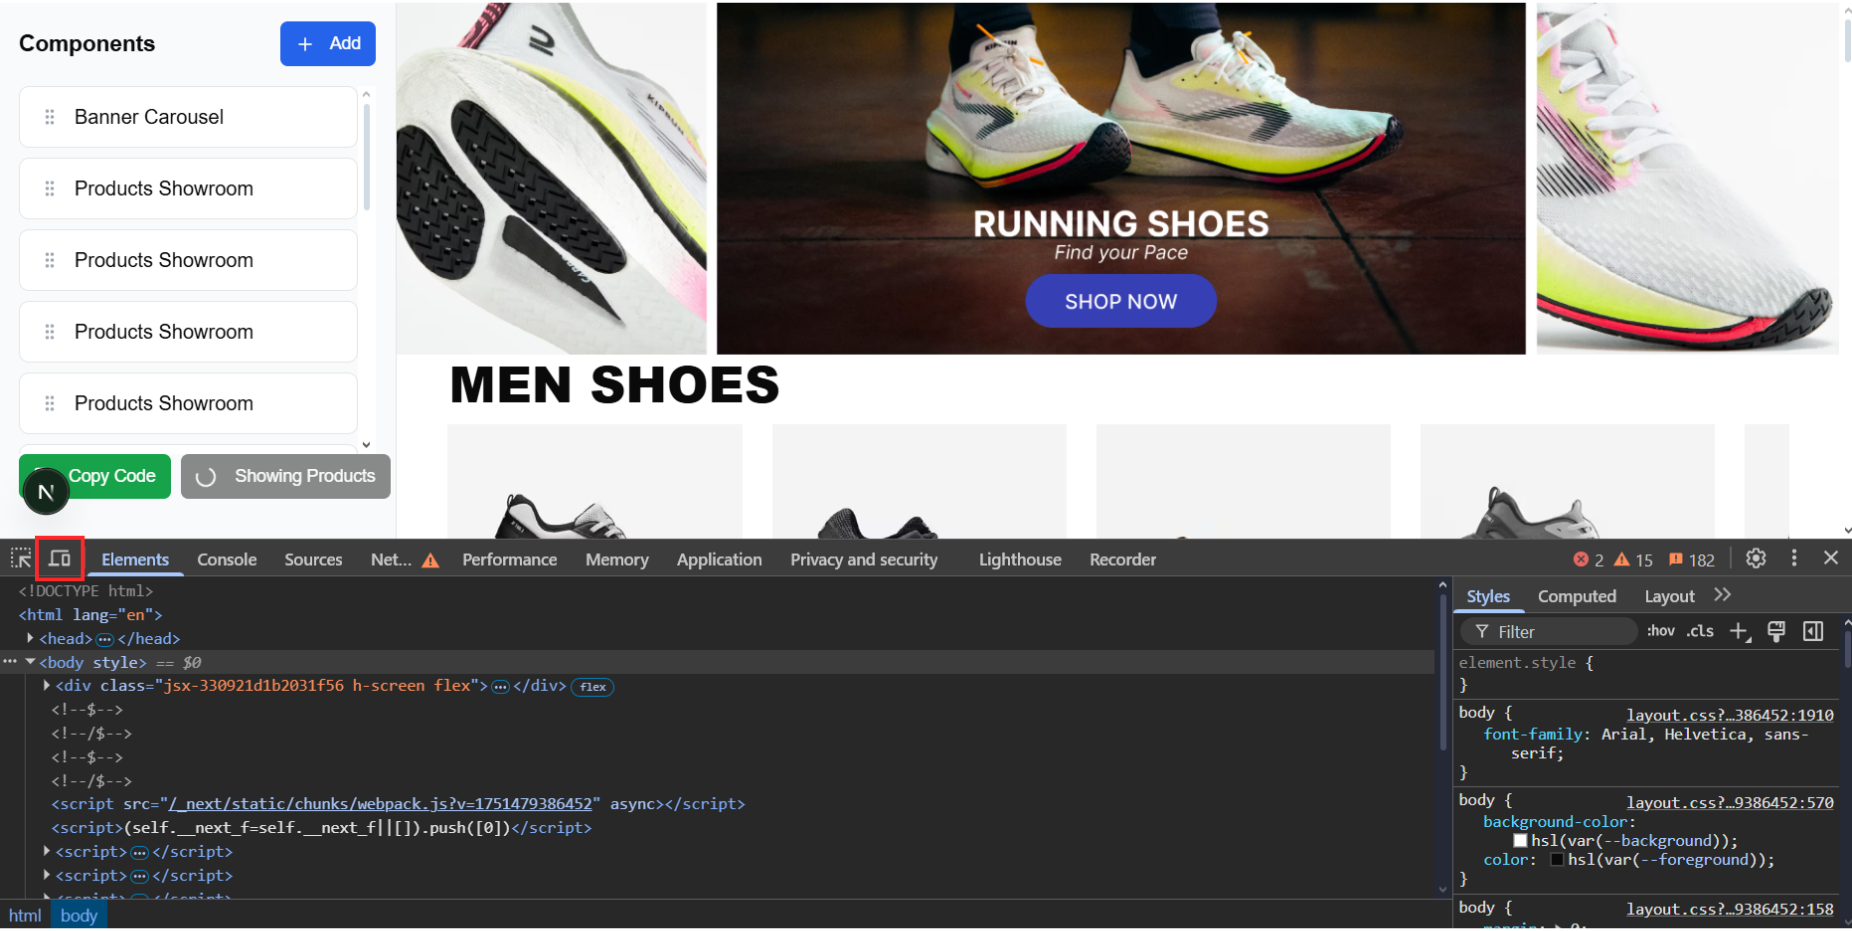 Components
+ Add
Banner Carousel
Products Showroom
Products Showroom
Products Showroom
Products Showroom
Copy Code
Showing Products
N
KIPRUN
KIPRUN
RUNNING SHOES
Find your Pace
SHOP NOW
MEN SHOES
Elements Console Sources Net... Performance Memory Application Privacy and security Lighthouse Recorder 2 15 182
<!DOCTYPE html>
<html lang="en">
<head> ... </head>
... <body style> == $0
<div class="jsx-330921d1b2031f56 h-screen flex"> ... </div> flex
<!--$-->
<!--/$-->
<!--$-->
<!--/$-->
<script src="/_next/static/chunks/webpack.js?v=1751479386452" async></script>
<script>(self.__next_f=self.__next_f||[]).push([0])</script>
<script> ... </script>
<script> ... </script>
<script> ... </script>
html body
Styles Computed Layout
Filter :hov .cls
element.style {
}
body { layout.css?...386452:1910
font-family: Arial, Helvetica, sans-
serif;
}
body { layout.css?...9386452:570
background-color:
hsl(var(--background));
color: hsl(var(--foreground));
}
body { layout.css?...9386452:158
margin: 0;